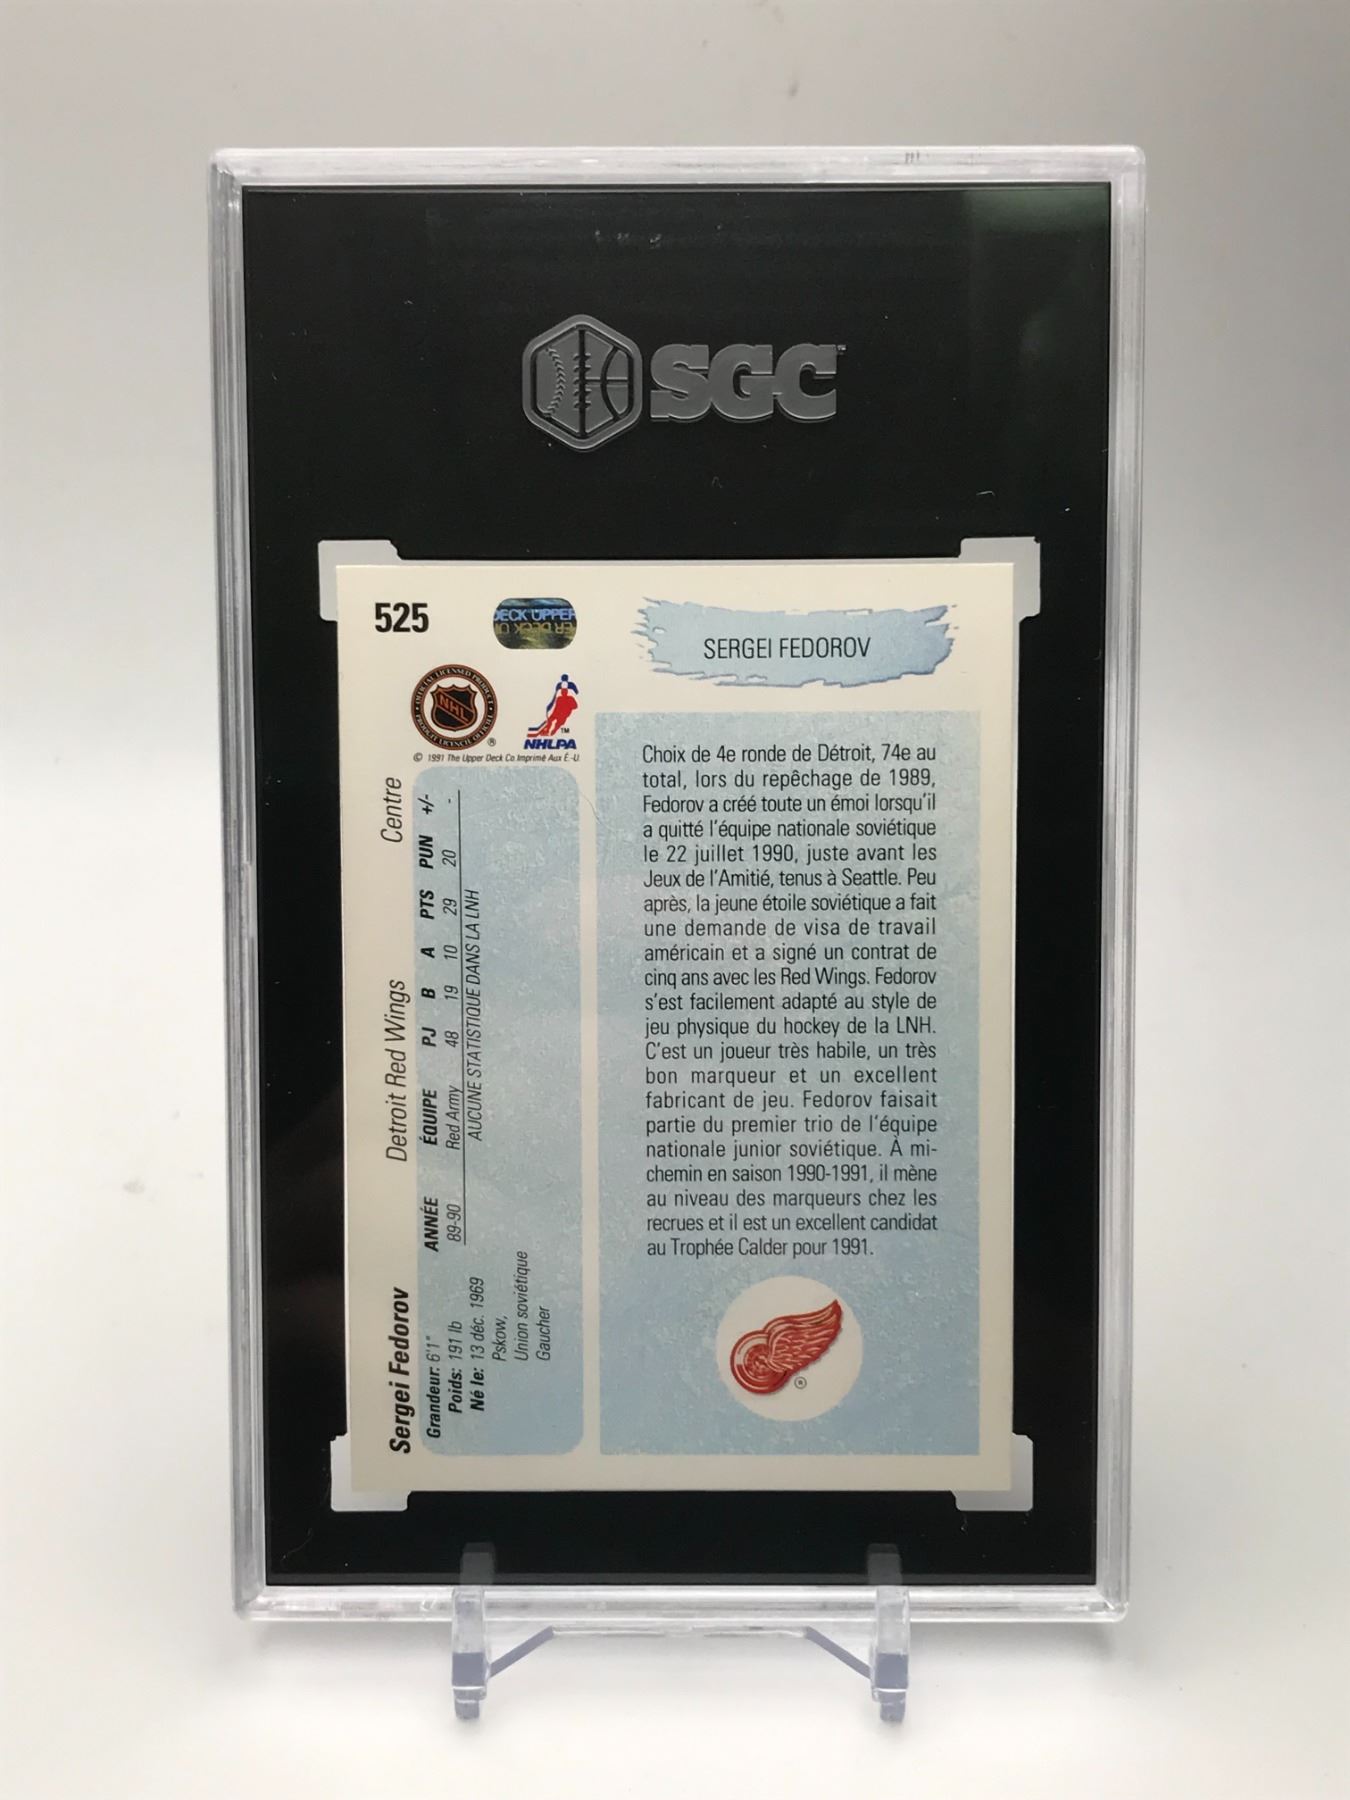 SGC
525
DECK UPPER
SERGEI FEDOROV
OFFICIAL LICENSED PRODUCT
NHL
PRODUIT LICENCIÉ OFFICIEL
®
TM
NHLPA
© 1991 The Upper Deck Co. Imprimé Aux É.-U.
Choix de 4e ronde de Détroit, 74e au
total, lors du repêchage de 1989,
Fedorov a créé toute un émoi lorsqu'il
a quitté l'équipe nationale soviétique
le 22 juillet 1990, juste avant les
Jeux de l'Amitié, tenus à Seattle. Peu
après, la jeune étoile soviétique a fait
une demande de visa de travail
américain et a signé un contrat de
cinq ans avec les Red Wings. Fedorov
s'est facilement adapté au style de
jeu physique du hockey de la LNH.
C'est un joueur très habile, un très
bon marqueur et un excellent
fabricant de jeu. Fedorov faisait
partie du premier trio de l'équipe
nationale junior soviétique. À mi-
chemin en saison 1990-1991, il mène
au niveau des marqueurs chez les
recrues et il est un excellent candidat
au Trophée Calder pour 1991.
®
Sergei Fedorov Detroit Red Wings Centre
Grandeur: 6'1"
Poids: 191 lb
Né le: 13 déc. 1969
Pskow,
Union soviétique
Gaucher
ANNÉE ÉQUIPE PJ B A PTS PUN +/-
89-90 Red Army 48 19 10 29 20 -
AUCUNE STATISTIQUE DANS LA LNH